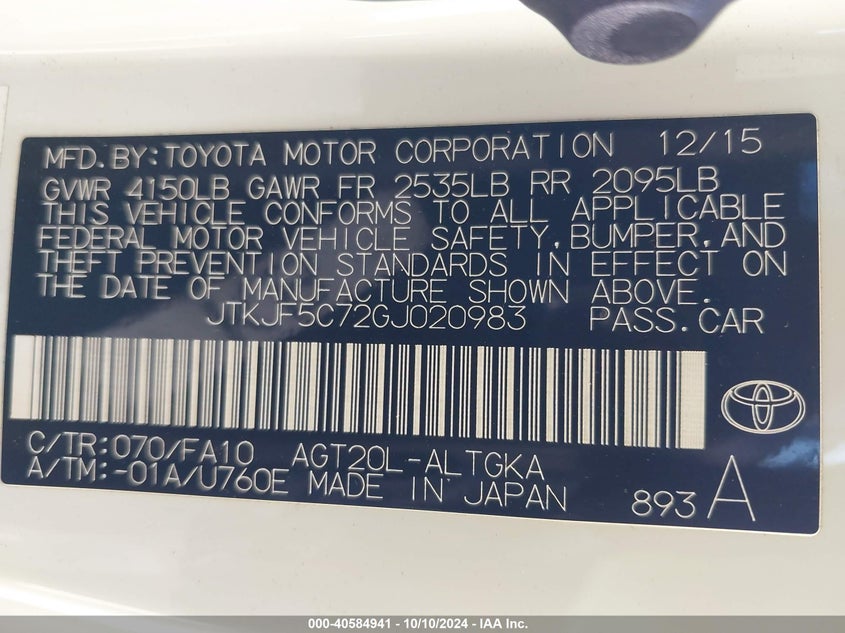 MFD. BY: TOYOTA MOTOR CORPORATION 12/15
GVWR 4150LB GAWR FR 2535LB RR 2095LB
THIS VEHICLE CONFORMS TO ALL APPLICABLE
FEDERAL MOTOR VEHICLE SAFETY, BUMPER, AND
THEFT PREVENTION STANDARDS IN EFFECT ON
THE DATE OF MANUFACTURE SHOWN ABOVE.
JTKJF5C72GJ020983 PASS. CAR
C/TR: 070/FA10 AGT20L-ALTGKA
A/TM: -01A/U760E MADE IN JAPAN 893 A
000-40584941 - 10/10/2024 - IAA Inc.